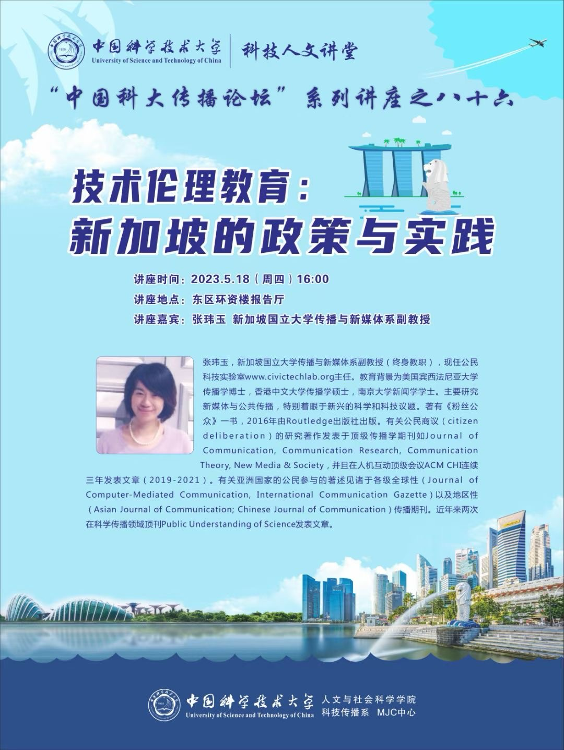 中国科学技术大学
University of Science and Technology of China
科技人文讲堂
“中国科大传播论坛”系列讲座之八十六
技术伦理教育：
新加坡的政策与实践
讲座时间：2023.5.18（周四）16:00
讲座地点：东区环资楼报告厅
讲座嘉宾：张玮玉 新加坡国立大学传播与新媒体系副教授
张玮玉，新加坡国立大学传播与新媒体系副教授（终身教职），现任公民
科技实验室www.civictechlab.org主任。教育背景为美国宾西法尼亚大学
传播学博士，香港中文大学传播学硕士，南京大学新闻学学士。主要研究
新媒体与公共传播，特别着眼于新兴的科学和科技议题。著有《粉丝公
众》一书，2016年由Routledge出版社出版。有关公民商议（citizen
deliberation）的研究著作发表于顶级传播学期刊如Journal of
Communication, Communication Research, Communication
Theory, New Media & Society，并且在人机互动顶级会议ACM CHI连续
三年发表文章（2019-2021）。有关亚洲国家的公民参与的著述见诸于各级全球性（Journal of
Computer-Mediated Communication, International Communication Gazette）以及地区性
（Asian Journal of Communication; Chinese Journal of Communication）传播期刊。近年来两次
在科学传播领域顶刊Public Understanding of Science发表文章。
中国科学技术大学
University of Science and Technology of China
人文与社会科学学院
科技传播系 MJC中心